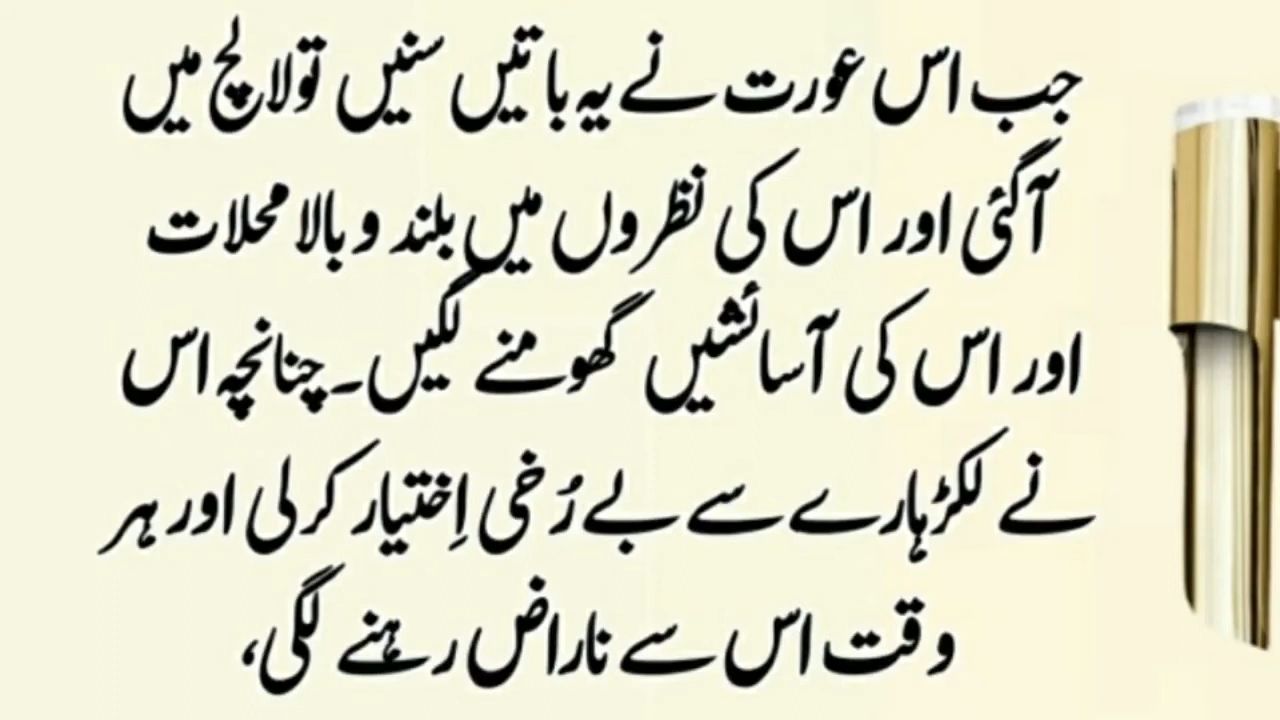 جب اس عورت نے یہ باتیں سنیں تو لالچ میں
آگئی اور اس کی نظروں میں بلند و بالا محلات
اور اس کی آسائشیں گھومنے لگیں۔ چنانچہ اس
نے لکڑہارے سے بے رُخی اِختیار کرلی اور ہر
وقت اس سے ناراض رہنے لگی،